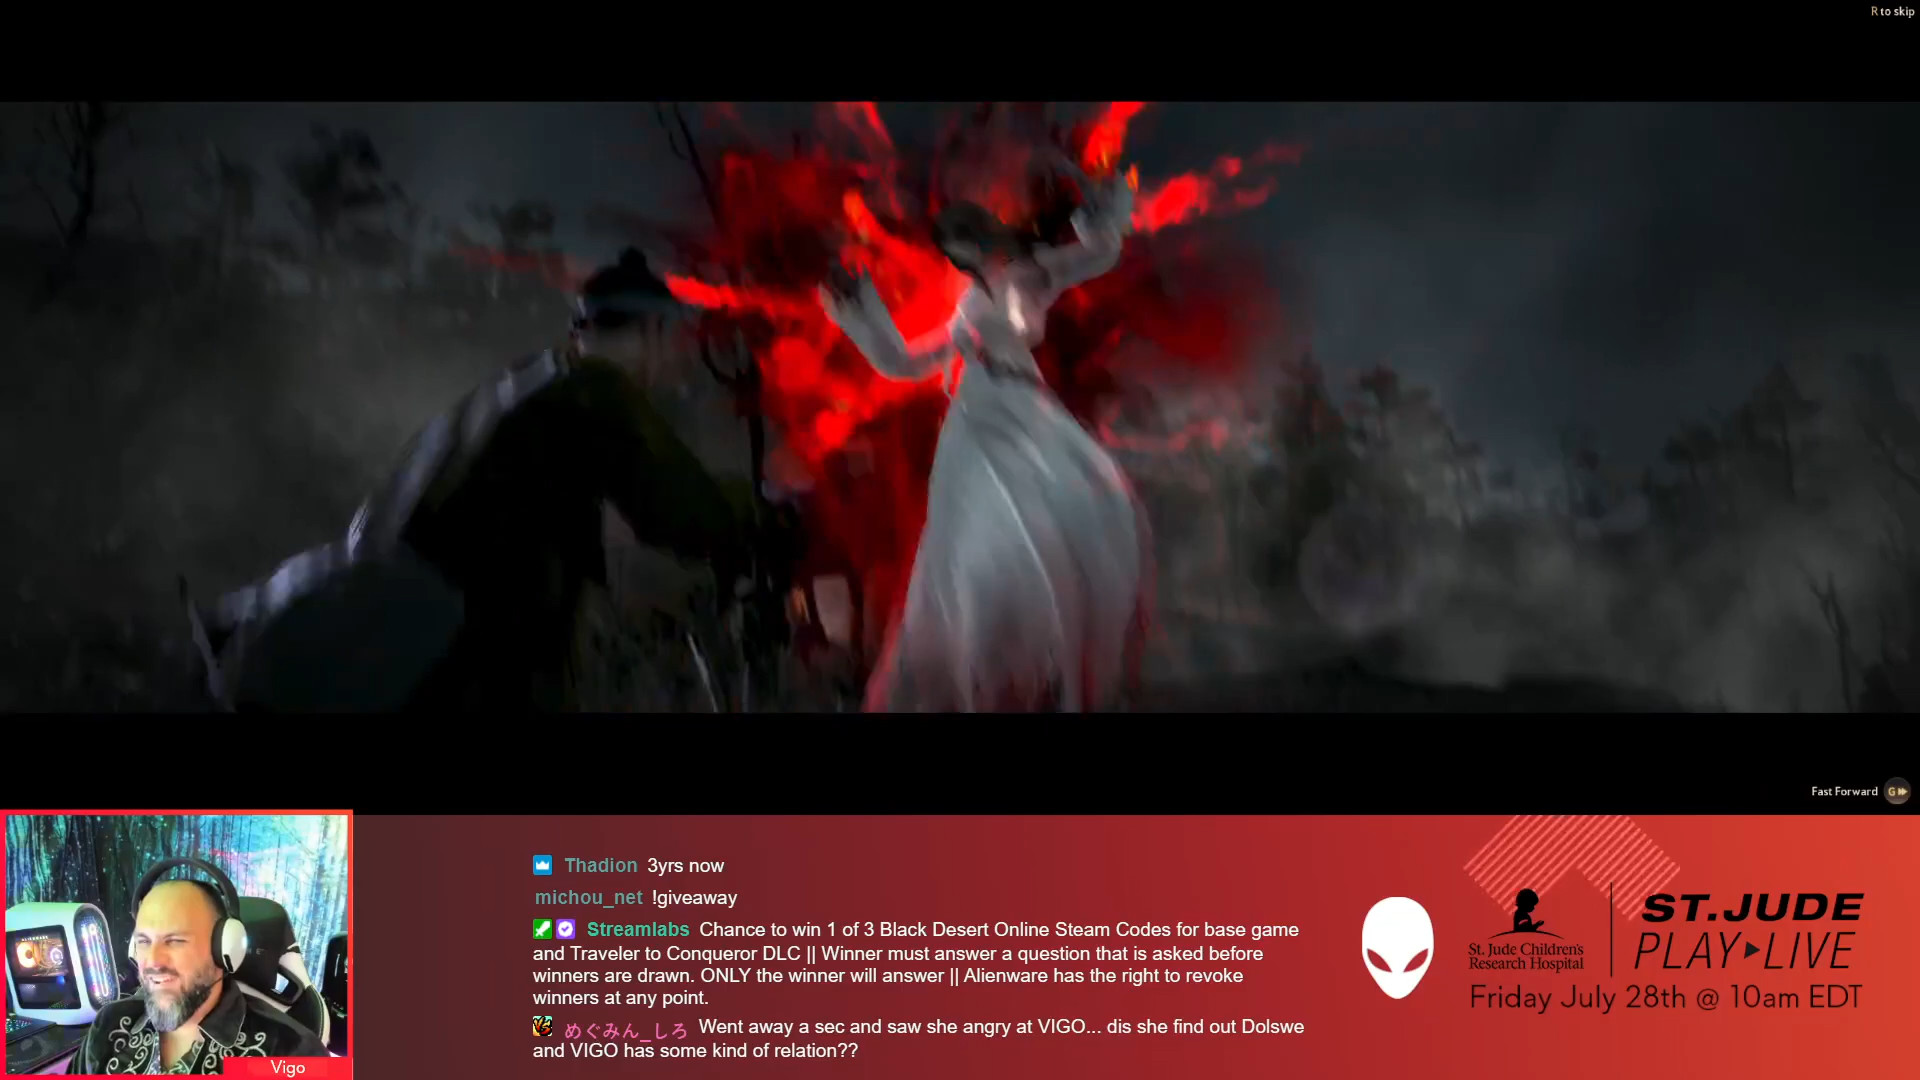 R to skip
Fast Forward G
Thadion 3yrs now
michou_net !giveaway
Streamlabs Chance to win 1 of 3 Black Desert Online Steam Codes for base game
and Traveler to Conqueror DLC || Winner must answer a question that is asked before
winners are drawn. ONLY the winner will answer || Alienware has the right to revoke
winners at any point.
めぐみん_しろ Went away a sec and saw she angry at VIGO... dis she find out Dolswe
and VIGO has some kind of relation??
Vigo
St. Jude Children's
Research Hospital
ST.JUDE
PLAY LIVE
Friday July 28th @ 10am EDT